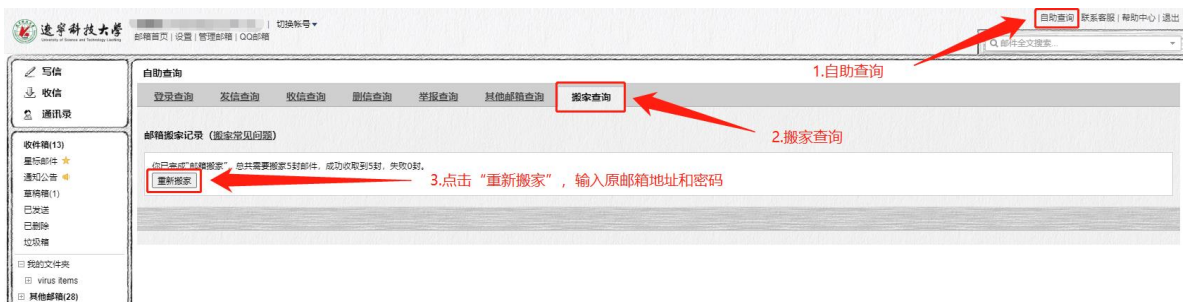 遼寧科技大學
University of Science and Technology Liaoning
| 切换帐号▾
邮箱首页 | 设置 | 管理邮箱 | QQ邮箱
自助查询 | 联系客服 | 帮助中心 | 退出
邮件全文搜索...
1.自助查询
写信
收信
通讯录
自助查询
登录查询 发信查询 收信查询 删信查询 举报查询 其他邮箱查询 搬家查询
2.搬家查询
邮箱搬家记录（搬家常见问题）
你已完成"邮箱搬家"，总共需要搬家5封邮件，成功收取到5封，失败0封。
重新搬家
3.点击“重新搬家”，输入原邮箱地址和密码
收件箱(13)
星标邮件
通知公告
草稿箱(1)
已发送
已删除
垃圾箱
我的文件夹
virus items
其他邮箱(28)